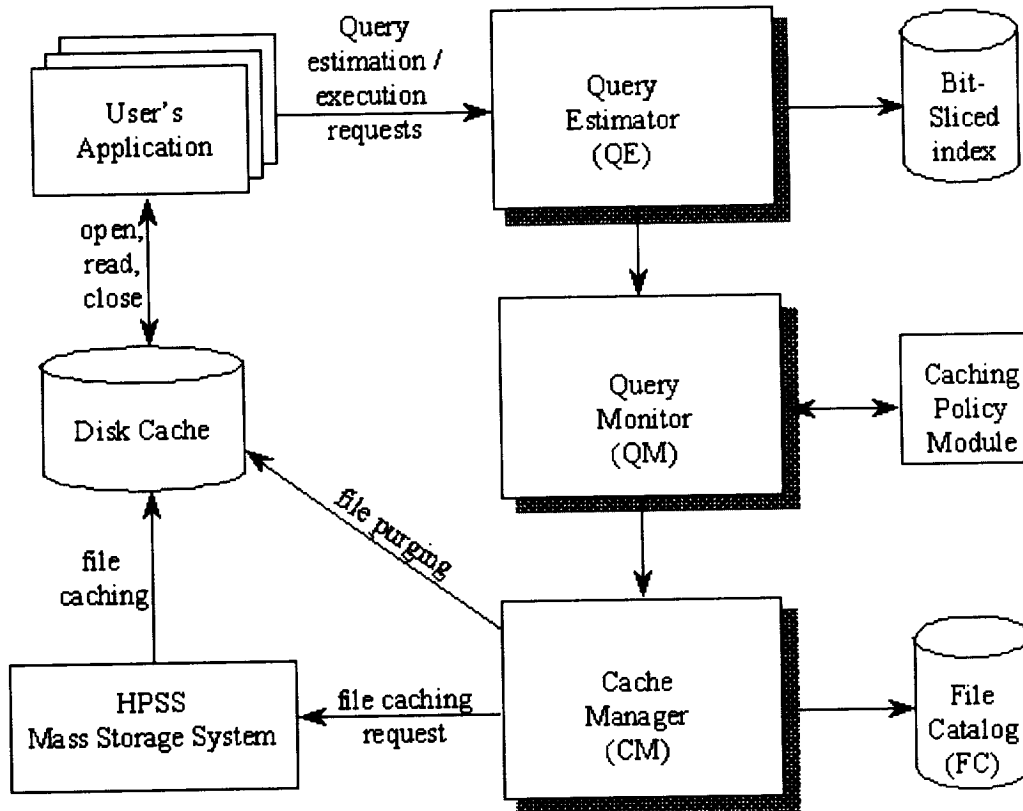 Query
estimation /
execution
requests
User's
Application
Query
Estimator
(QE)
Bit-
Sliced
index
open,
read,
close
Query
Monitor
(QM)
Caching
Policy
Module
Disk Cache
file purging
file
caching
HPSS
Mass Storage System
file caching
request
Cache
Manager
(CM)
File
Catalog
(FC)